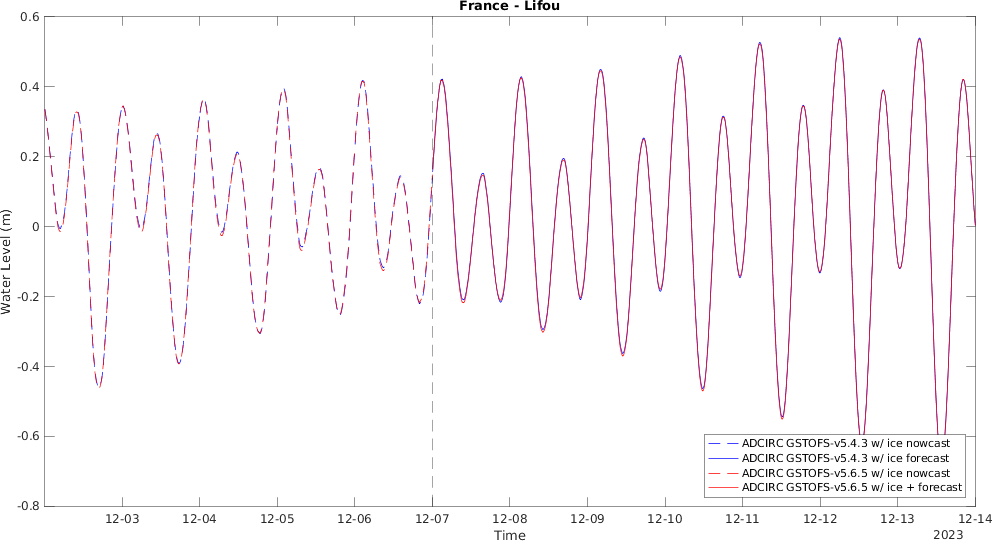 France - Lifou
Water Level (m)
0.6
0.4
0.2
0
-0.2
-0.4
-0.6
-0.8
12-03 12-04 12-05 12-06 12-07 12-08 12-09 12-10 12-11 12-12 12-13 12-14
Time
2023
ADCIRC GSTOFS-v5.4.3 w/ ice nowcast
ADCIRC GSTOFS-v5.4.3 w/ ice forecast
ADCIRC GSTOFS-v5.6.5 w/ ice nowcast
ADCIRC GSTOFS-v5.6.5 w/ ice + forecast